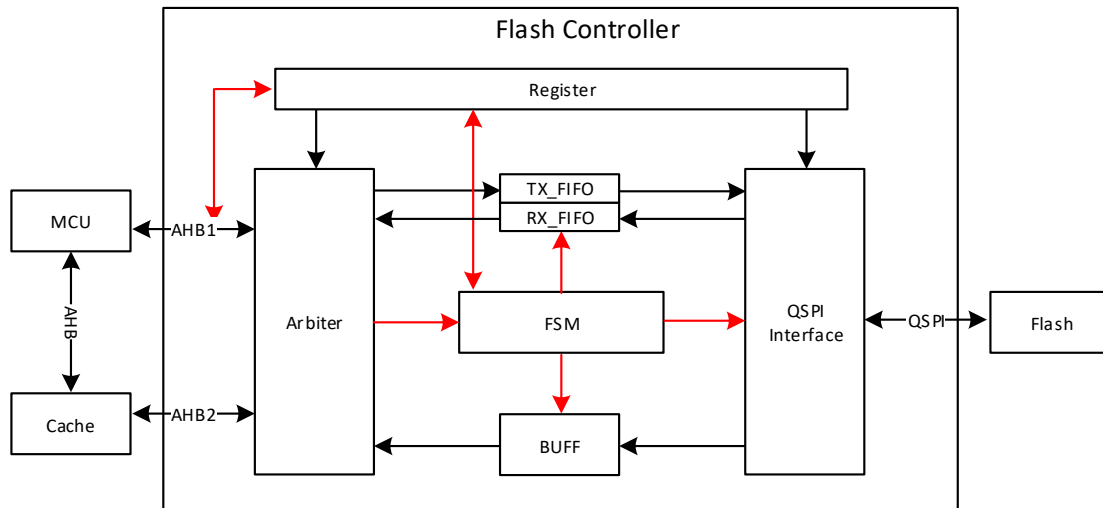 Flash Controller
Register
TX_FIFO
RX_FIFO
MCU
AHB1
AHB
Arbiter
FSM
QSPI
Interface
QSPI
Flash
Cache
AHB2
BUFF